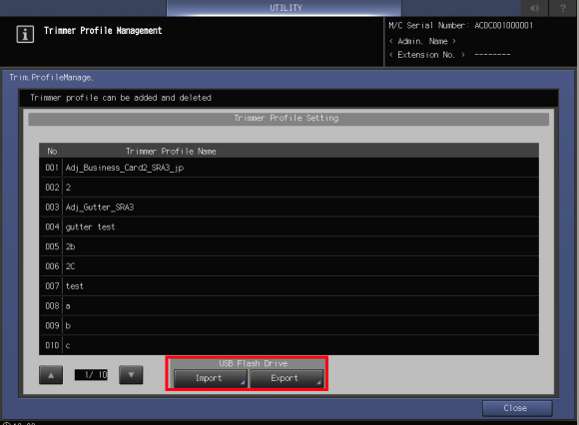 UTILITY
?
i
Trimmer Profile Management
M/C Serial Number: ACDC001000001
< Admin. Name >
< Extension No. > --------
Trim.ProfileManage.
Trimmer profile can be added and deleted
Trimmer Profile Setting
No Trimmer Profile Name
001 Adj_Business_Card2_SRA3_jp
002 2
003 Adj_Gutter_SRA3
004 gutter test
005 2b
006 2C
007 test
008 a
009 b
010 c
1/ 10
USB Flash Drive
Import Export
Close